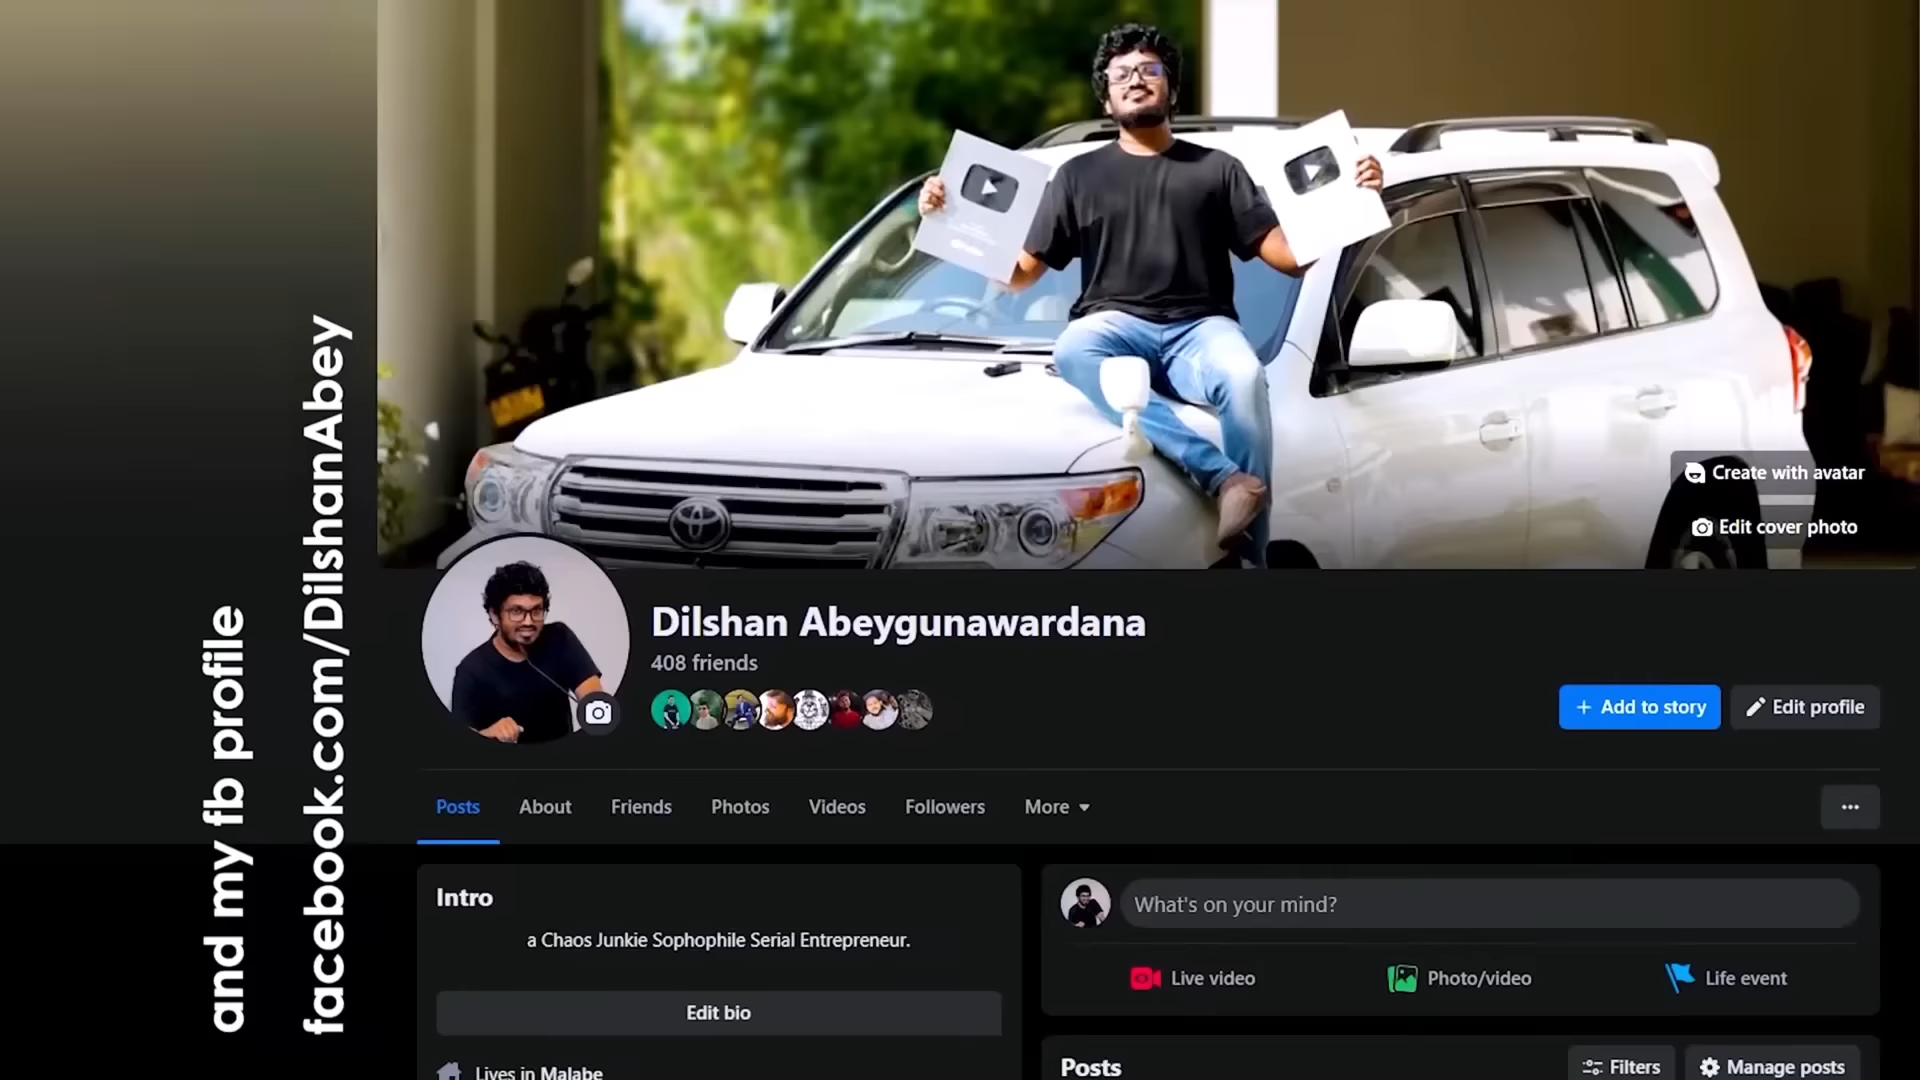 and my fb profile
facebook.com/DilshanAbey
Create with avatar
Edit cover photo
Dilshan Abeygunawardana
408 friends
+ Add to story
Edit profile
Posts
About
Friends
Photos
Videos
Followers
More
Intro
a Chaos Junkie Sophophile Serial Entrepreneur.
Edit bio
Lives in Malabe
What's on your mind?
Live video
Photo/video
Life event
Posts
Filters
Manage posts